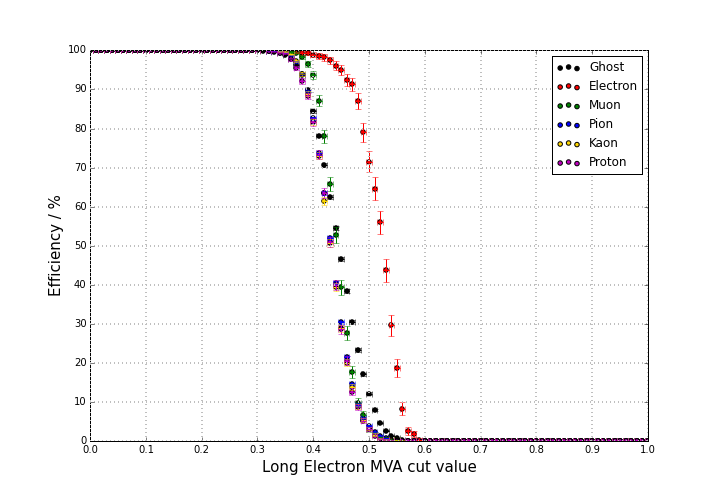 Efficiency / %
100
90
80
70
60
50
40
30
20
10
0
Ghost
Electron
Muon
Pion
Kaon
Proton
0.0 0.1 0.2 0.3 0.4 0.5 0.6 0.7 0.8 0.9 1.0
Long Electron MVA cut value